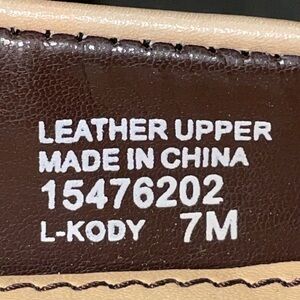 LEATHER UPPER
MADE IN CHINA
15476202
L-KODY 7M